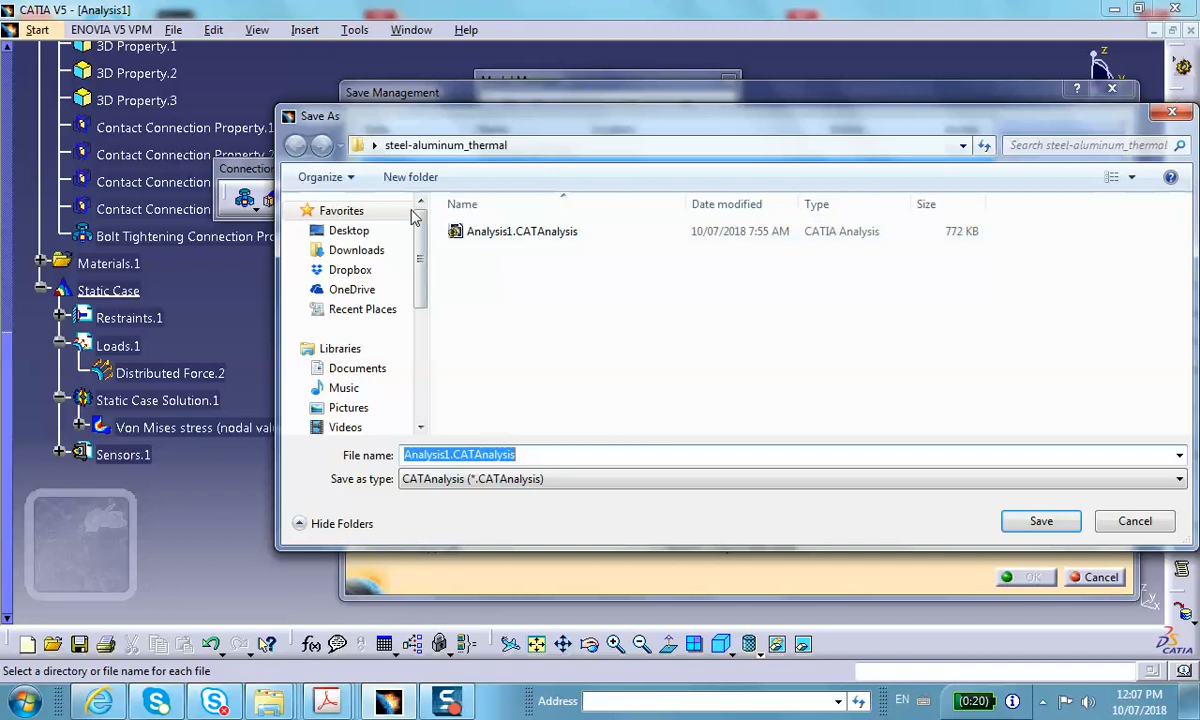 CATIA V5 - [Analysis1]
Start ENOVIA V5 VPM File Edit View Insert Tools Window Help
3D Property.1
3D Property.2
3D Property.3
Contact Connection Property.1
Contact Connection Property
Contact Connection
Contact Connection
Bolt Tightening Connection Pro
Materials.1
Static Case
Restraints.1
Loads.1
Distributed Force.2
Static Case Solution.1
Von Mises stress (nodal val
Sensors.1
Connection
Save Management
Save As
steel-aluminum_thermal
Search steel-aluminum_thermal
Organize New folder
Favorites
Desktop
Downloads
Dropbox
OneDrive
Recent Places
Libraries
Documents
Music
Pictures
Videos
Name Date modified Type Size
Analysis1.CATAnalysis 10/07/2018 7:55 AM CATIA Analysis 772 KB
File name: Analysis1.CATAnalysis
Save as type: CATAnalysis (*.CATAnalysis)
Hide Folders Save Cancel
OK Cancel
z
DASSAULT SYSTEMES
CATIA
Select a directory or file name for each file
Address EN (0:20) 12:07 PM
10/07/2018